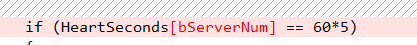 if (HeartSeconds[bServerNum] == 60*5)